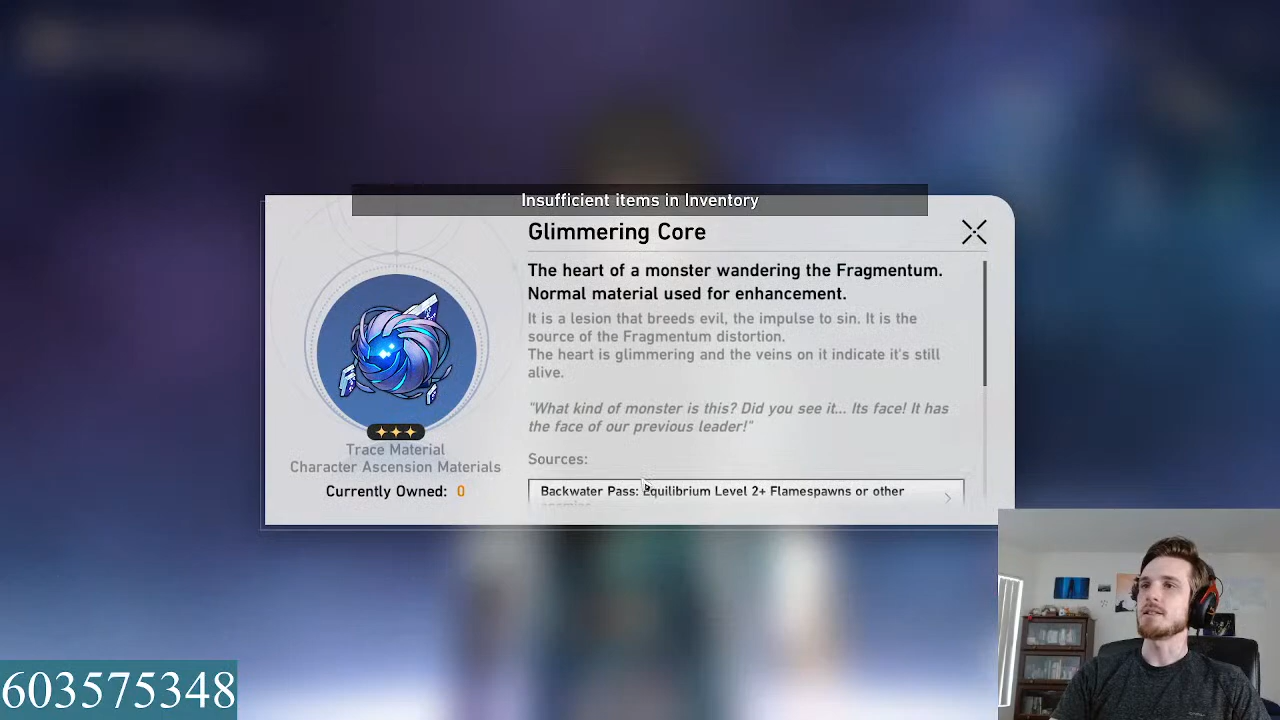 Insufficient items in Inventory
Glimmering Core
The heart of a monster wandering the Fragmentum.
Normal material used for enhancement.
It is a lesion that breeds evil, the impulse to sin. It is the
source of the Fragmentum distortion.
The heart is glimmering and the veins on it indicate it's still
alive.
"What kind of monster is this? Did you see it... Its face! It has
the face of our previous leader!"
Sources:
Backwater Pass: Equilibrium Level 2+ Flamespawns or other
Trace Material
Character Ascension Materials
Currently Owned: 0
603575348